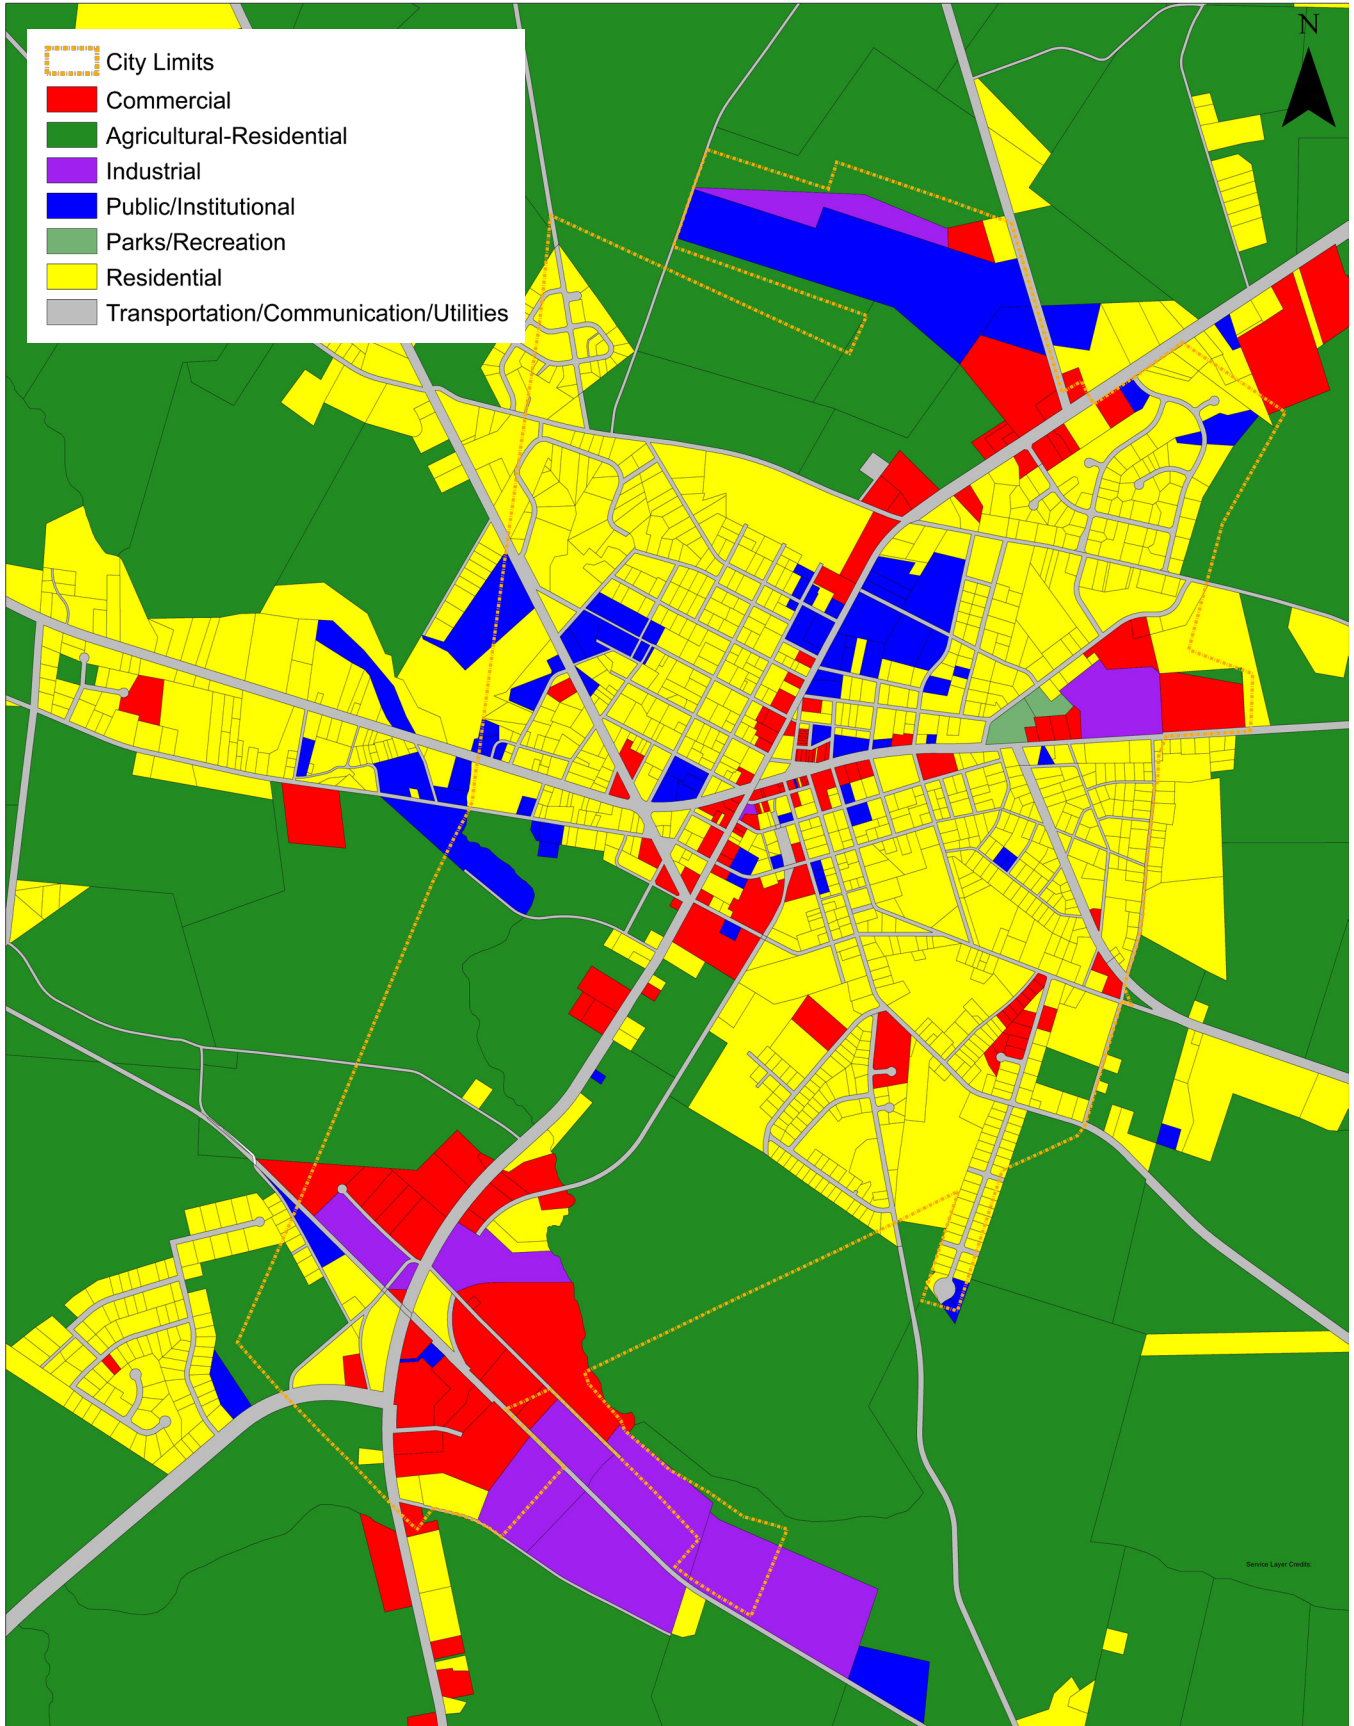 N
City Limits
Commercial
Agricultural-Residential
Industrial
Public/Institutional
Parks/Recreation
Residential
Transportation/Communication/Utilities
Service Layer Credits: